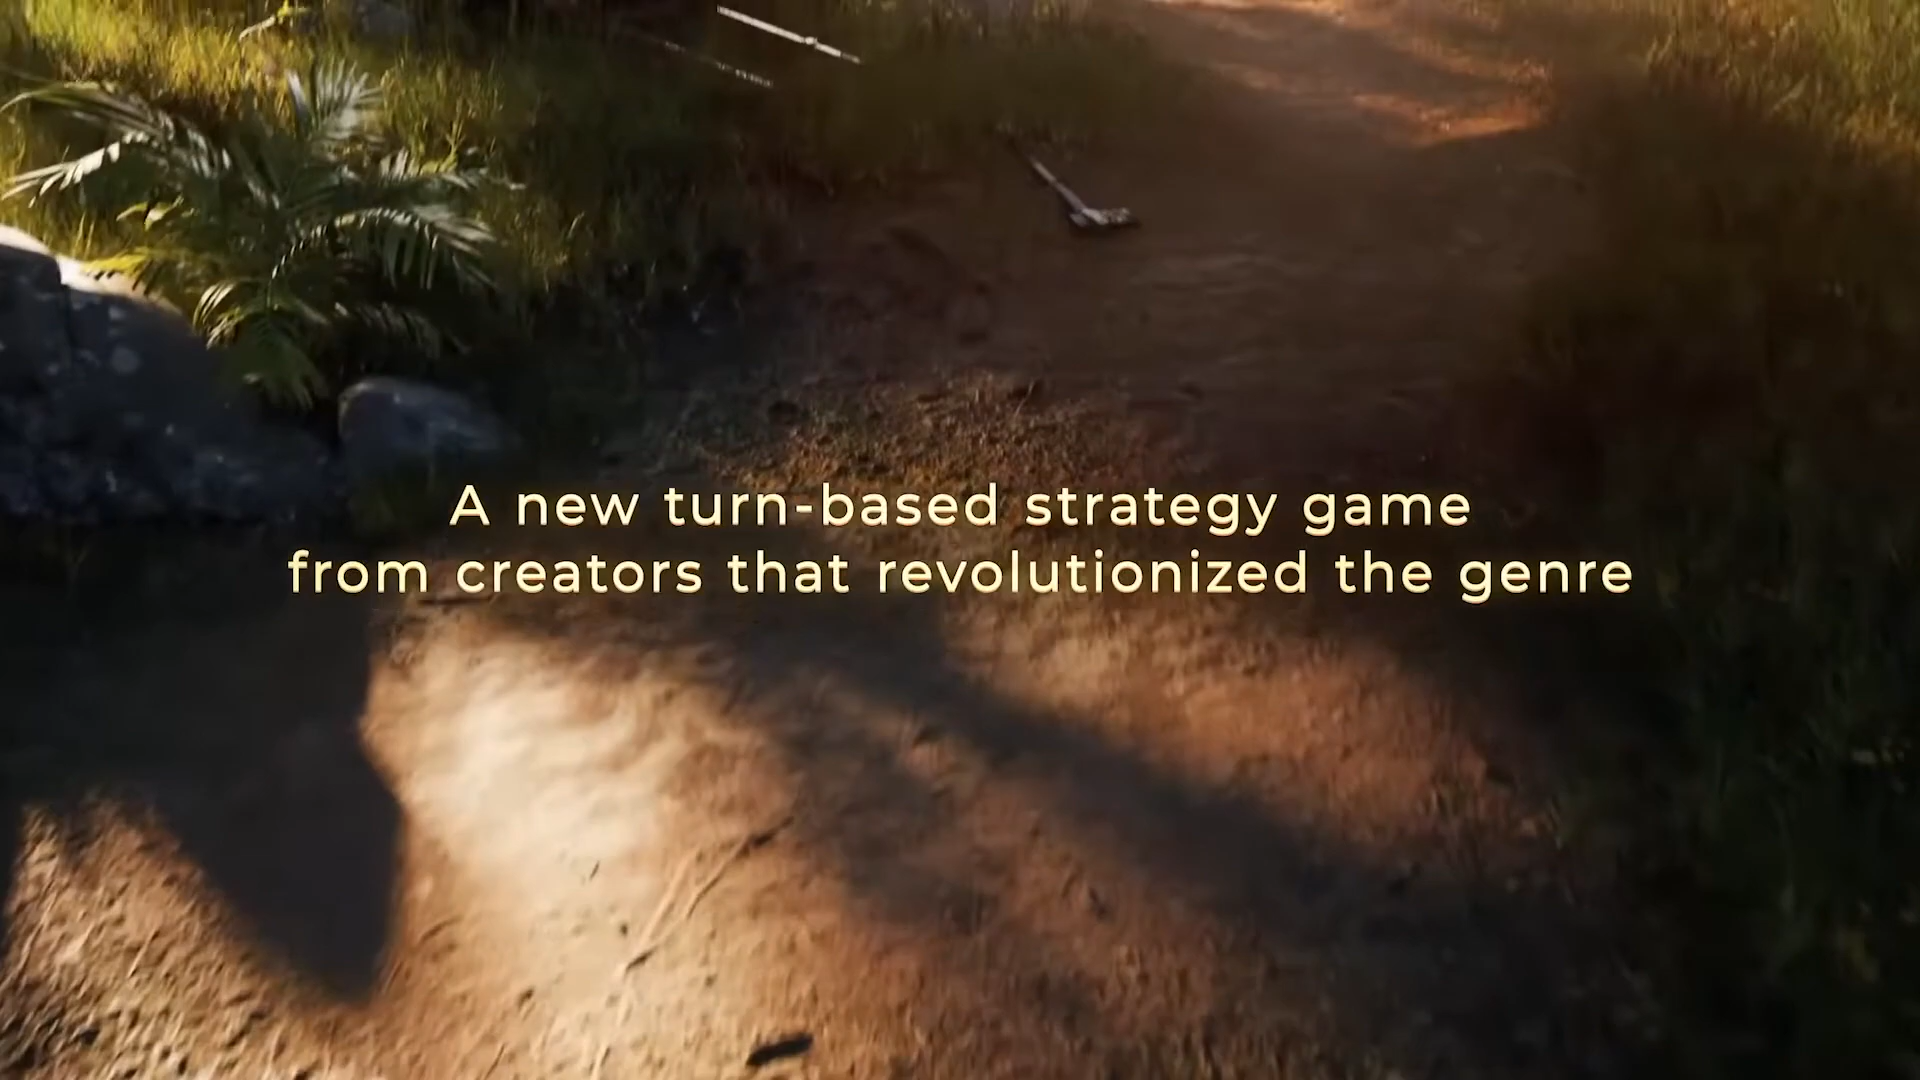 A new turn-based strategy game
from creators that revolutionized the genre